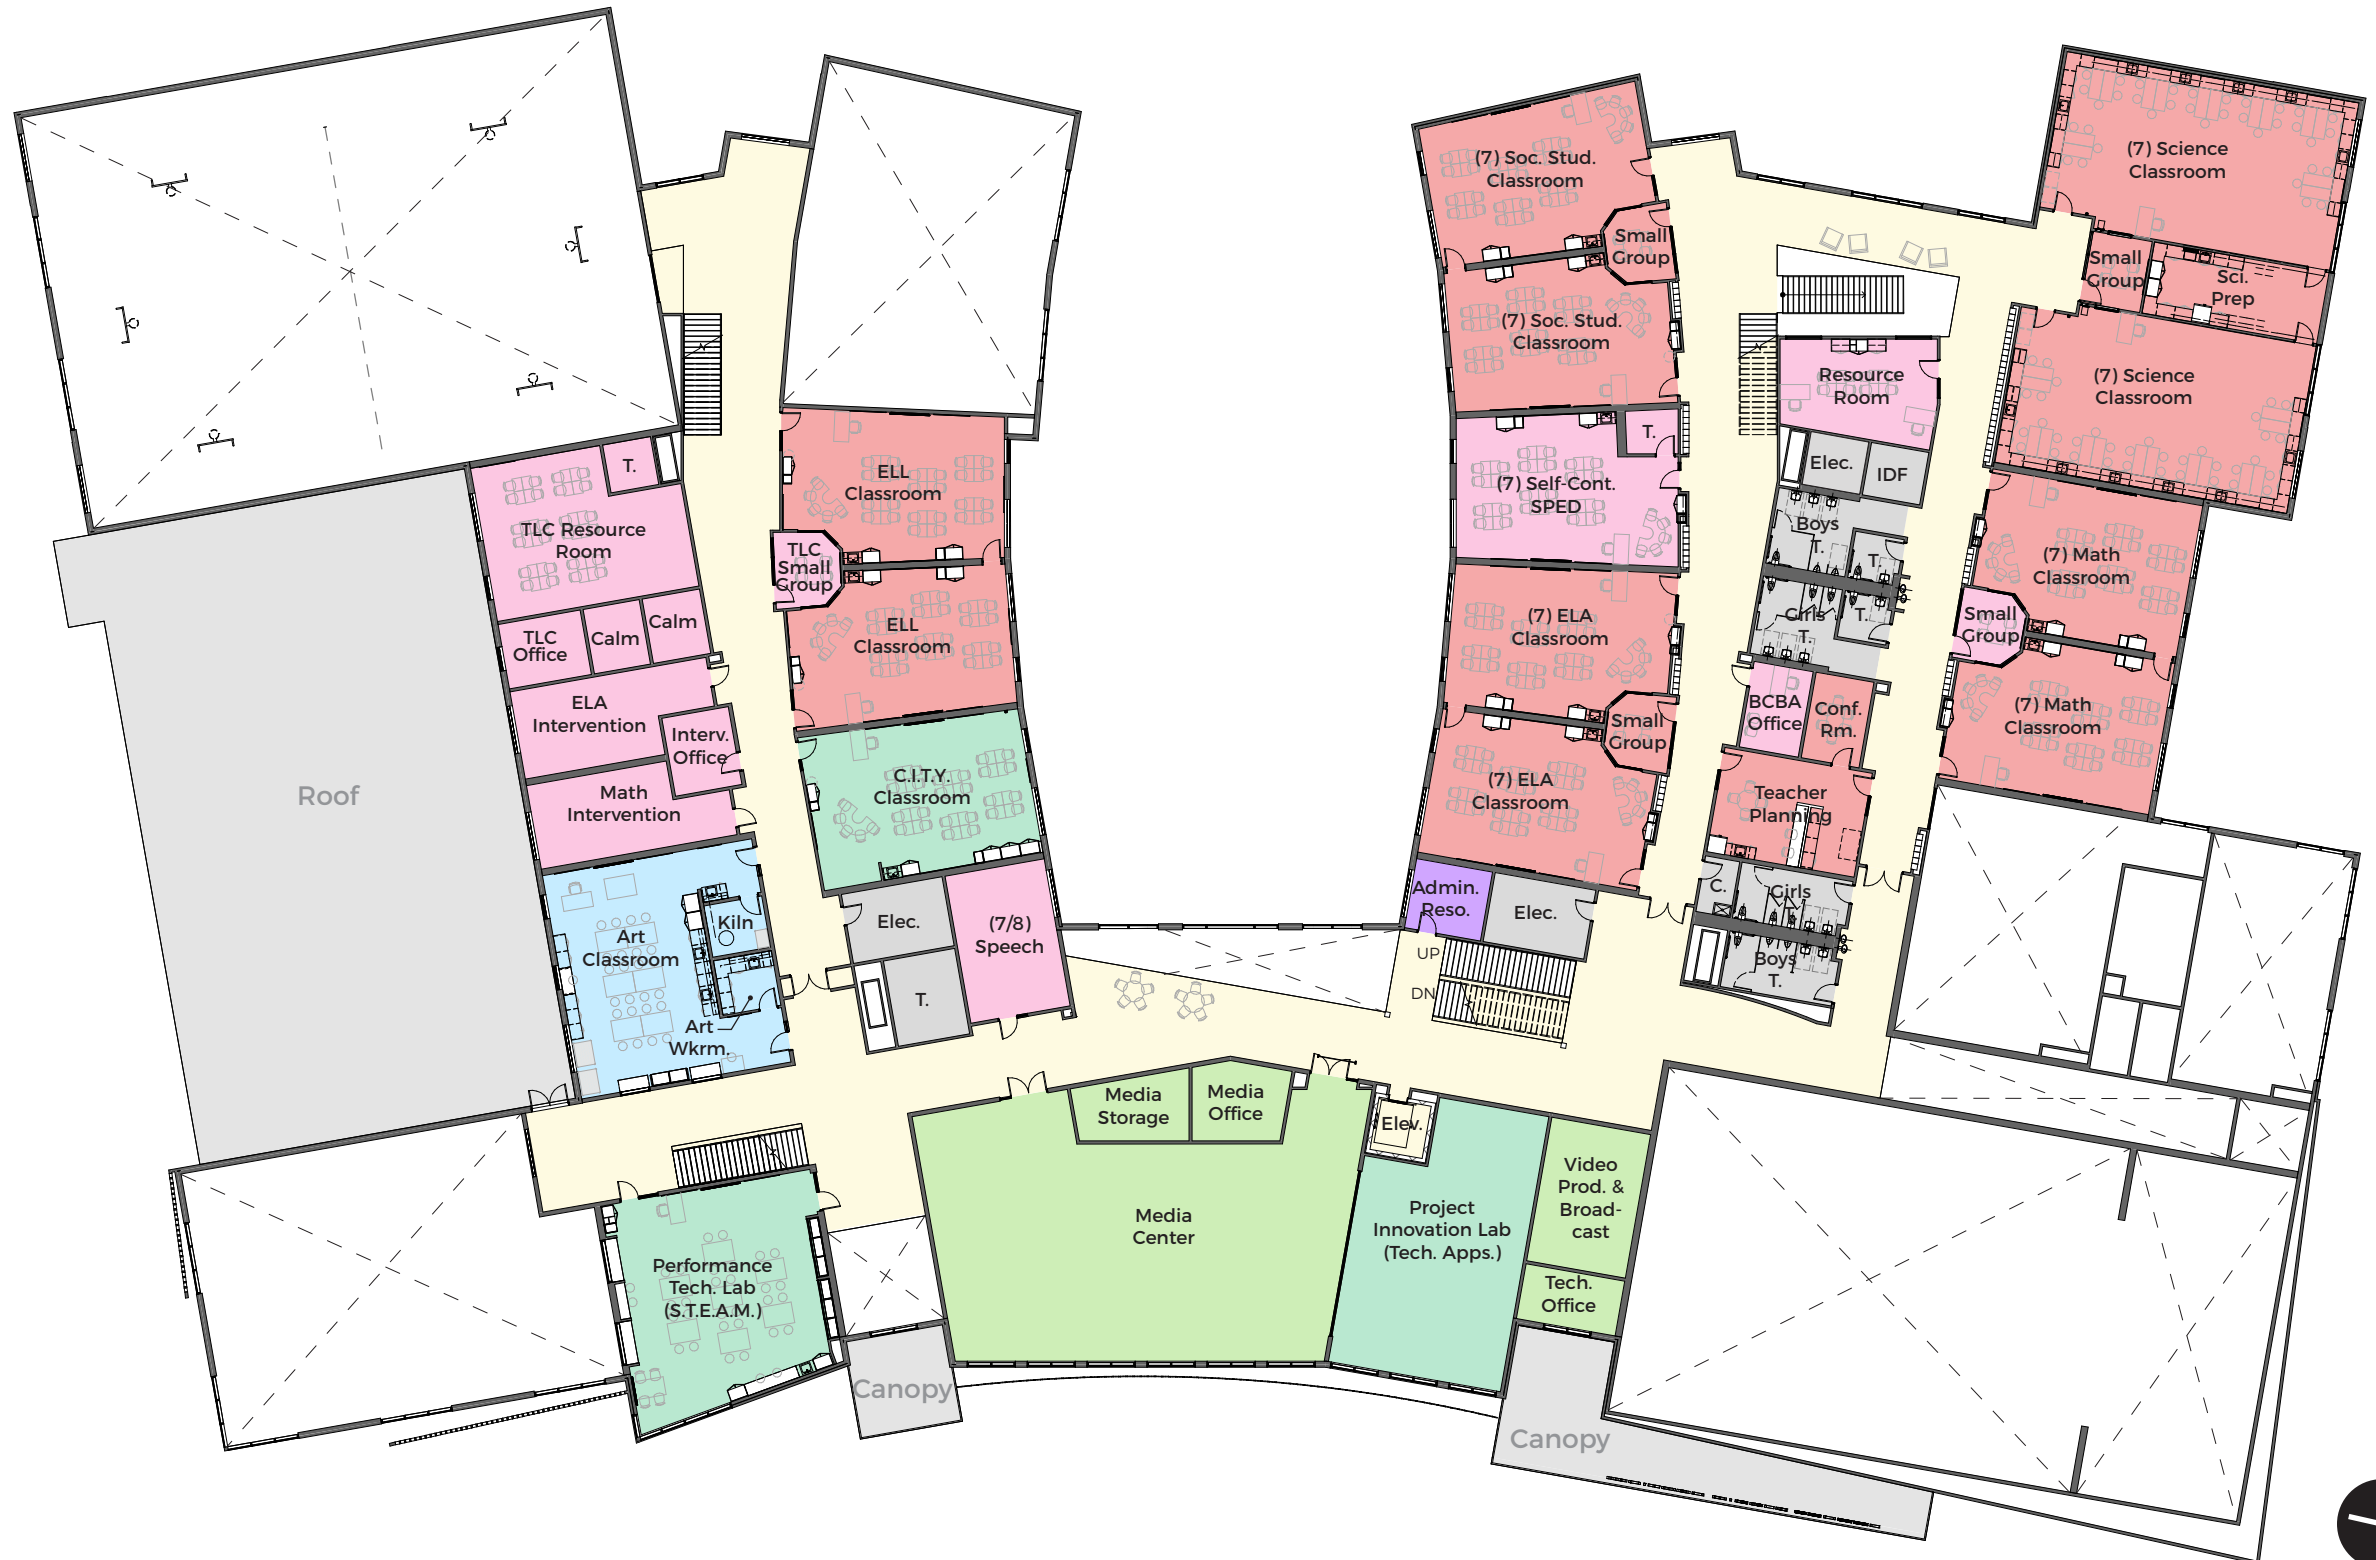 (7) Soc. Stud.
Classroom
Small
Group
(7) Soc. Stud.
Classroom
(7) Science
Classroom
Small
Group
Sci.
Prep
(7) Science
Classroom
Resource
Room
Elec.
IDF
T.
(7) Self-Cont.
SPED
Boys
T.
T.
Girls
T.
T.
(7) Math
Classroom
Small
Group
(7) Math
Classroom
(7) ELA
Classroom
Small
Group
(7) ELA
Classroom
BCBA
Office
Conf.
Rm.
Teacher
Planning
C.
Girls
T.
Boys
T.
Admin.
Reso.
Elec.
UP
DN
T.
TLC Resource
Room
TLC
Office
Calm
Calm
ELA
Intervention
Interv.
Office
Math
Intervention
ELL
Classroom
TLC
Small
Group
ELL
Classroom
C.I.T.Y.
Classroom
Roof
Art
Classroom
Kiln
Art
Wkrm.
Elec.
T.
(7/8)
Speech
Media
Storage
Media
Office
Elev.
Media
Center
Project
Innovation Lab
(Tech. Apps.)
Video
Prod. &
Broad-
cast
Tech.
Office
Performance
Tech. Lab
(S.T.E.A.M.)
Canopy
Canopy